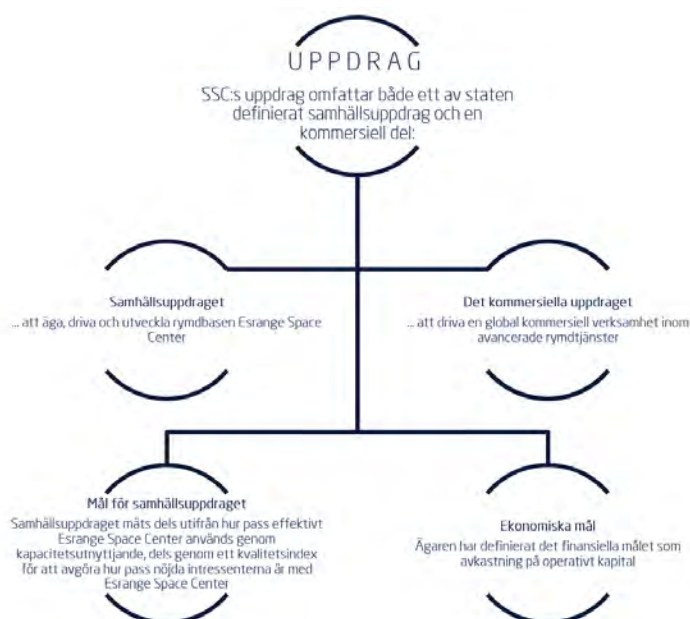 UPPDRAG
SSC:s uppdrag omfattar både ett av staten
definierat samhällsuppdrag och en
kommersiell del:
Samhällsuppdraget
... att äga, driva och utveckla rymdbasen Esrange Space
Center
Det kommersiella uppdraget
... att driva en global kommersiell verksamhet inom
avancerade rymdtjänster
Mål för samhällsuppdraget
Samhällsuppdraget mäts dels utifrån hur pass effektivt
Esrange Space Center används genom
kapacitetsutnyttjande, dels genom ett kvalitetsindex
för att avgöra hur pass nöjda intressenterna är med
Esrange Space Center
Ekonomiska mål
Ägaren har definierat det finansiella målet som
avkastning på operativt kapital